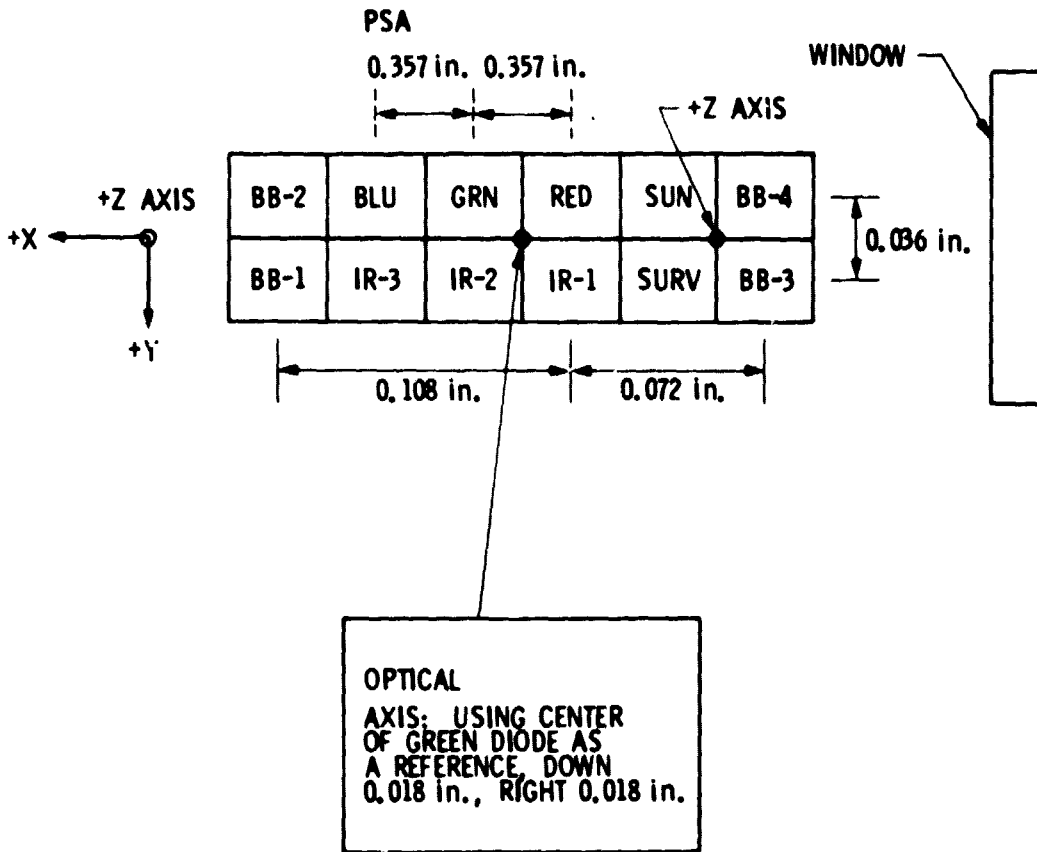 PSA
0.357 in. 0.357 in.
WINDOW
+Z AXIS
BB-2 BLU GRN RED SUN BB-4
+Z AXIS
+X
0.036 in.
BB-1 IR-3 IR-2 IR-1 SURV BB-3
+Y
0.108 in. 0.072 in.
OPTICAL
AXIS: USING CENTER
OF GREEN DIODE AS
A REFERENCE, DOWN
0.018 in., RIGHT 0.018 in.